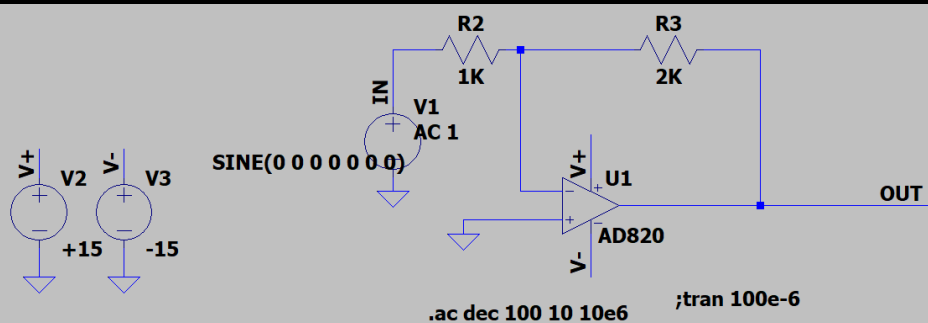 R2
R3
1K
2K
IN
V1
AC 1
SINE(0 0 0 0 0 0 0)
V+
V2
+15
V-
V3
-15
V+
U1
AD820
V-
OUT
.ac dec 100 10 10e6
;tran 100e-6